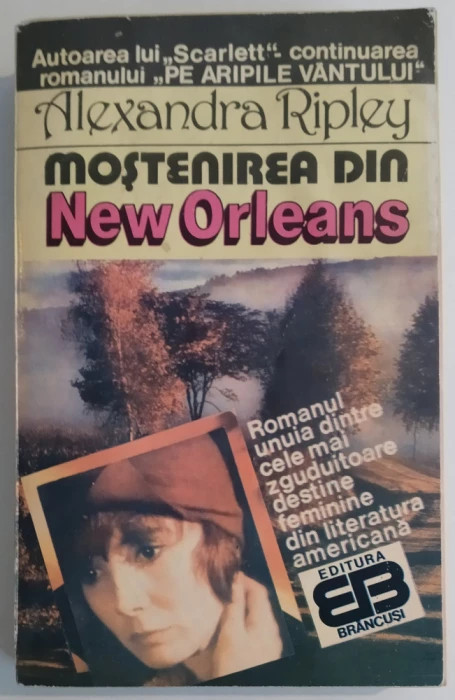 Autoarea lui „Scarlett“- continuarea
romanului „PE ARIPILE VÂNTULUI“
Alexandra Ripley
MOŞTENIREA DIN
New Orleans
Romanul
unuia dintre
cele mai
zguduitoare
destine
feminine
din literatura
americană
EDITURA
EB
BRÂNCUŞI